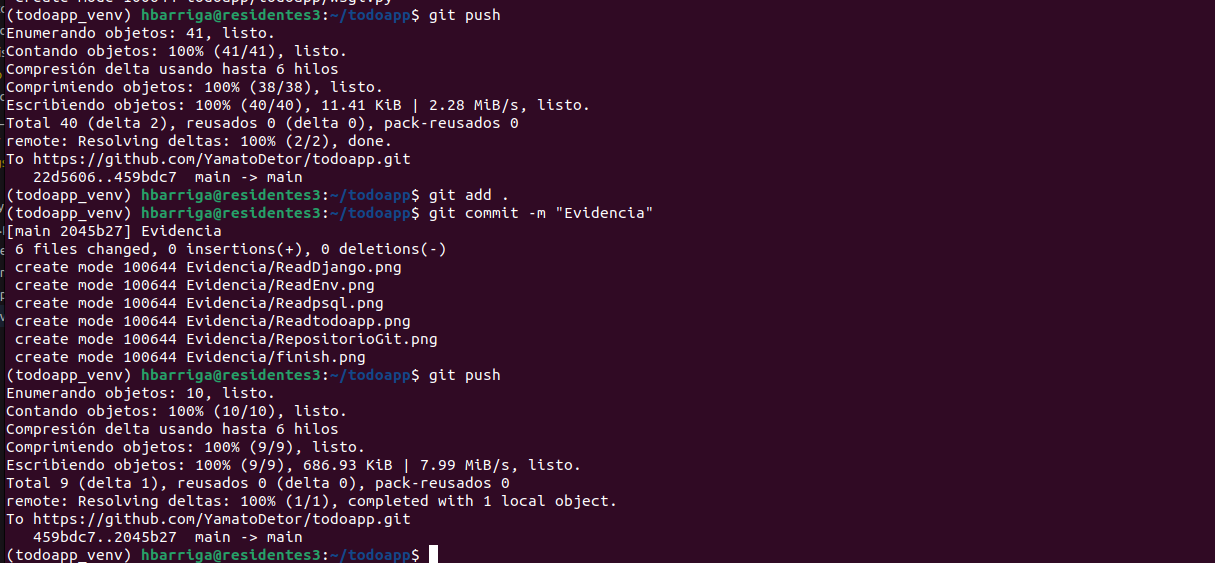 create mode 100644 todoapp/todoapp/wsgi.py
(todoapp_venv) hbarriga@residentes3:~/todoapp$ git push
Enumerando objetos: 41, listo.
Contando objetos: 100% (41/41), listo.
Compresión delta usando hasta 6 hilos
Comprimiendo objetos: 100% (38/38), listo.
Escribiendo objetos: 100% (40/40), 11.41 KiB | 2.28 MiB/s, listo.
Total 40 (delta 2), reusados 0 (delta 0), pack-reusados 0
remote: Resolving deltas: 100% (2/2), done.
To https://github.com/YamatoDetor/todoapp.git
   22d5606..459bdc7  main -> main
(todoapp_venv) hbarriga@residentes3:~/todoapp$ git add .
(todoapp_venv) hbarriga@residentes3:~/todoapp$ git commit -m "Evidencia"
[main 2045b27] Evidencia
 6 files changed, 0 insertions(+), 0 deletions(-)
 create mode 100644 Evidencia/ReadDjango.png
 create mode 100644 Evidencia/ReadEnv.png
 create mode 100644 Evidencia/Readpsql.png
 create mode 100644 Evidencia/Readtodoapp.png
 create mode 100644 Evidencia/RepositorioGit.png
 create mode 100644 Evidencia/finish.png
(todoapp_venv) hbarriga@residentes3:~/todoapp$ git push
Enumerando objetos: 10, listo.
Contando objetos: 100% (10/10), listo.
Compresión delta usando hasta 6 hilos
Comprimiendo objetos: 100% (9/9), listo.
Escribiendo objetos: 100% (9/9), 686.93 KiB | 7.99 MiB/s, listo.
Total 9 (delta 1), reusados 0 (delta 0), pack-reusados 0
remote: Resolving deltas: 100% (1/1), completed with 1 local object.
To https://github.com/YamatoDetor/todoapp.git
   459bdc7..2045b27  main -> main
(todoapp_venv) hbarriga@residentes3:~/todoapp$